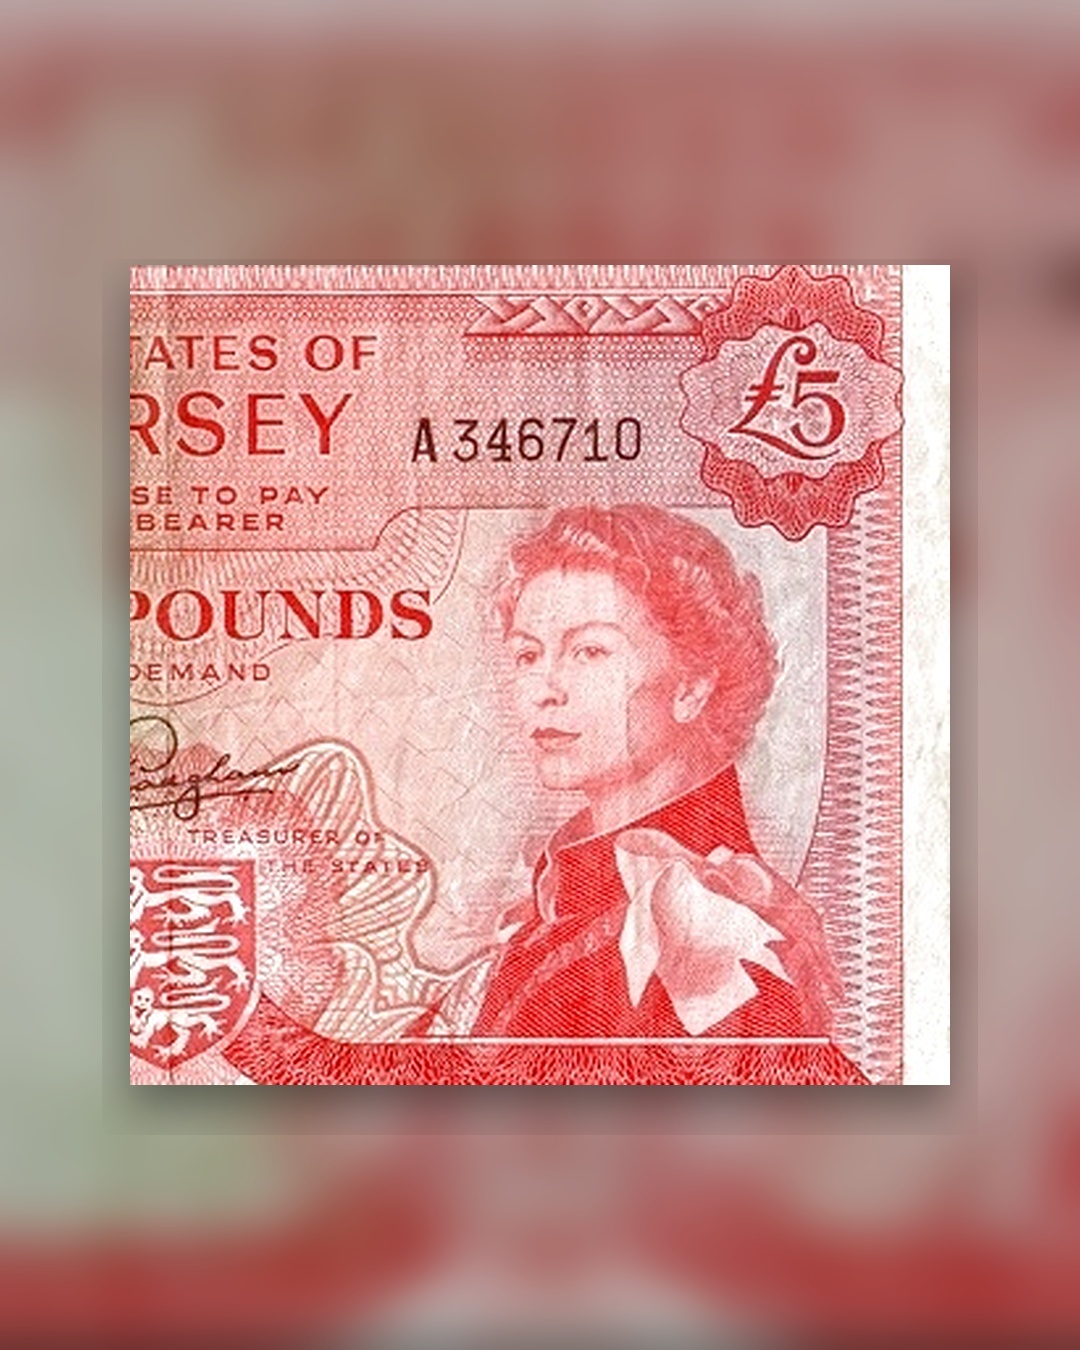 TATES OF
RSEY
A 346710
£5
SE TO PAY
BEARER
POUNDS
DEMAND
TREASURER OF
THE STATES